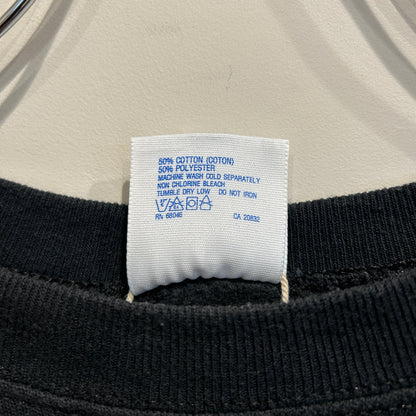 50% COTTON (COTON)
50% POLYESTER
MACHINE WASH COLD SEPARATELY
NON CHLORINE BLEACH
TUMBLE DRY LOW DO NOT IRON
RN 68046 CA 20832